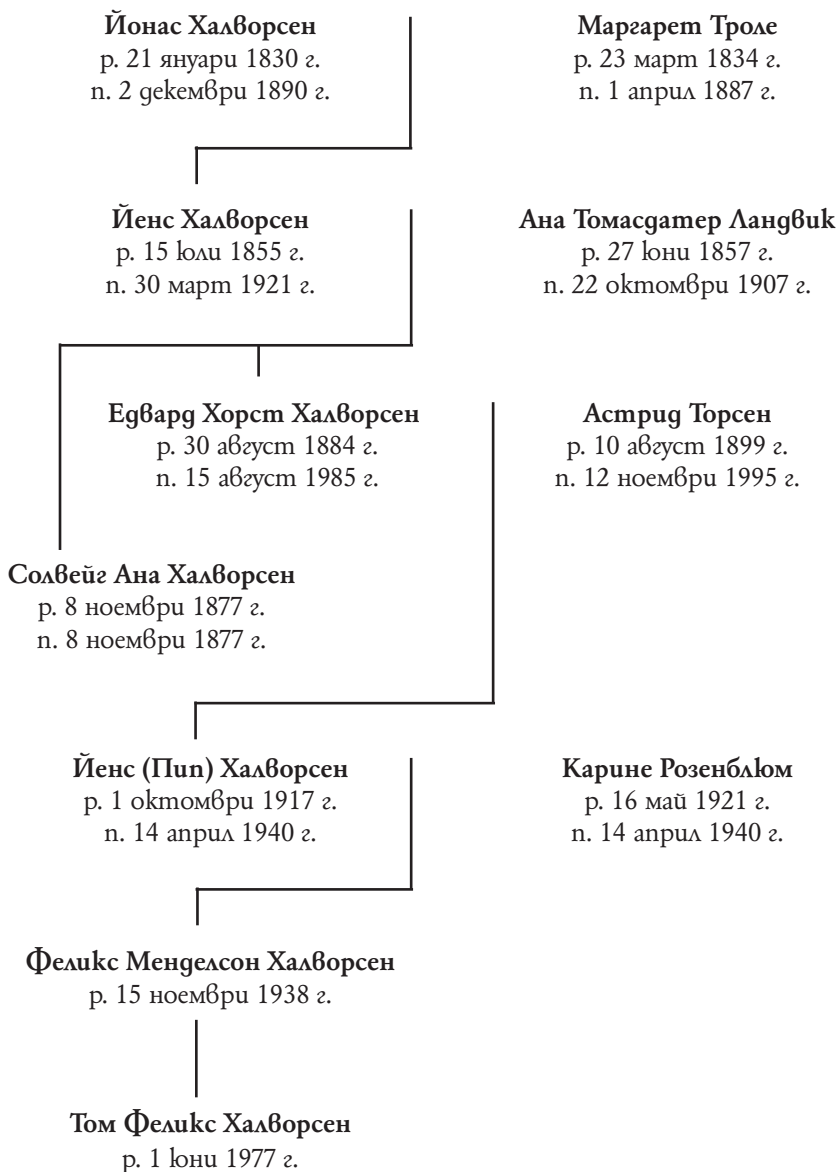 Йонас Халворсен
р. 21 януари 1830 г.
п. 2 декември 1890 г.
Маргарет Троле
р. 23 март 1834 г.
п. 1 април 1887 г.
Йенс Халворсен
р. 15 юли 1855 г.
п. 30 март 1921 г.
Ана Томасдатер Ландвик
р. 27 юни 1857 г.
п. 22 октомври 1907 г.
Едвард Хорст Халворсен
р. 30 август 1884 г.
п. 15 август 1985 г.
Астрид Торсен
р. 10 август 1899 г.
п. 12 ноември 1995 г.
Солвейг Ана Халворсен
р. 8 ноември 1877 г.
п. 8 ноември 1877 г.
Йенс (Пип) Халворсен
р. 1 октомври 1917 г.
п. 14 април 1940 г.
Карине Розенблюм
р. 16 май 1921 г.
п. 14 април 1940 г.
Феликс Менделсон Халворсен
р. 15 ноември 1938 г.
Том Феликс Халворсен
р. 1 юни 1977 г.